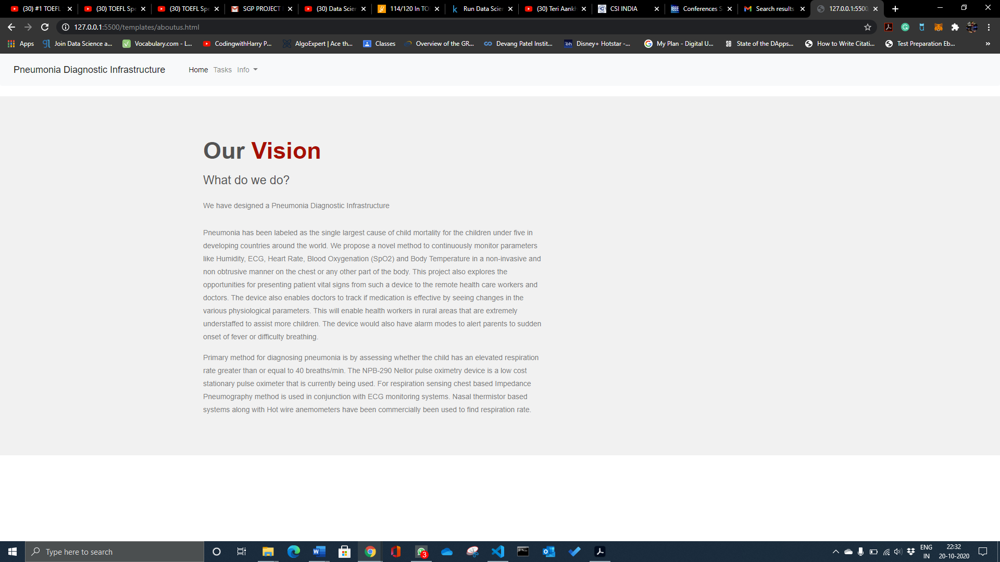 (30) #1 TOEFL
(30) TOEFL Spe
(30) TOEFL Spe
SGP PROJECT
(30) Data Scien
114/120 In TO
Run Data Scien
(30) Teri Aankh
CSI INDIA
Conferences S
Search results
127.0.0.1:5500
127.0.0.1:5500/templates/aboutus.html
Apps
Join Data Science a...
Vocabulary.com - L...
CodingwithHarry P...
AlgoExpert | Ace th...
Classes
Overview of the GR...
Devang Patel Instit...
Disney+ Hotstar -...
My Plan - Digital U...
State of the DApps...
How to Write Citati...
Test Preparation Eb...
»
Pneumonia Diagnostic Infrastructure
Home
Tasks
Info
Our Vision
What do we do?
We have designed a Pneumonia Diagnostic Infrastructure
Pneumonia has been labeled as the single largest cause of child mortality for the children under five in
developing countries around the world. We propose a novel method to continuously monitor parameters
like Humidity, ECG, Heart Rate, Blood Oxygenation (SpO2) and Body Temperature in a non-invasive and
non obtrusive manner on the chest or any other part of the body. This project also explores the
opportunities for presenting patient vital signs from such a device to the remote health care workers and
doctors. The device also enables doctors to track if medication is effective by seeing changes in the
various physiological parameters. This will enable health workers in rural areas that are extremely
understaffed to assist more children. The device would also have alarm modes to alert parents to sudden
onset of fever or difficulty breathing.
Primary method for diagnosing pneumonia is by assessing whether the child has an elevated respiration
rate greater than or equal to 40 breaths/min. The NPB-290 Nellor pulse oximetry device is a low cost
stationary pulse oximeter that is currently being used. For respiration sensing chest based Impedance
Pneumography method is used in conjunction with ECG monitoring systems. Nasal thermistor based
systems along with Hot wire anemometers have been commercially been used to find respiration rate.
Type here to search
3
ENG
IN
22:32
20-10-2020